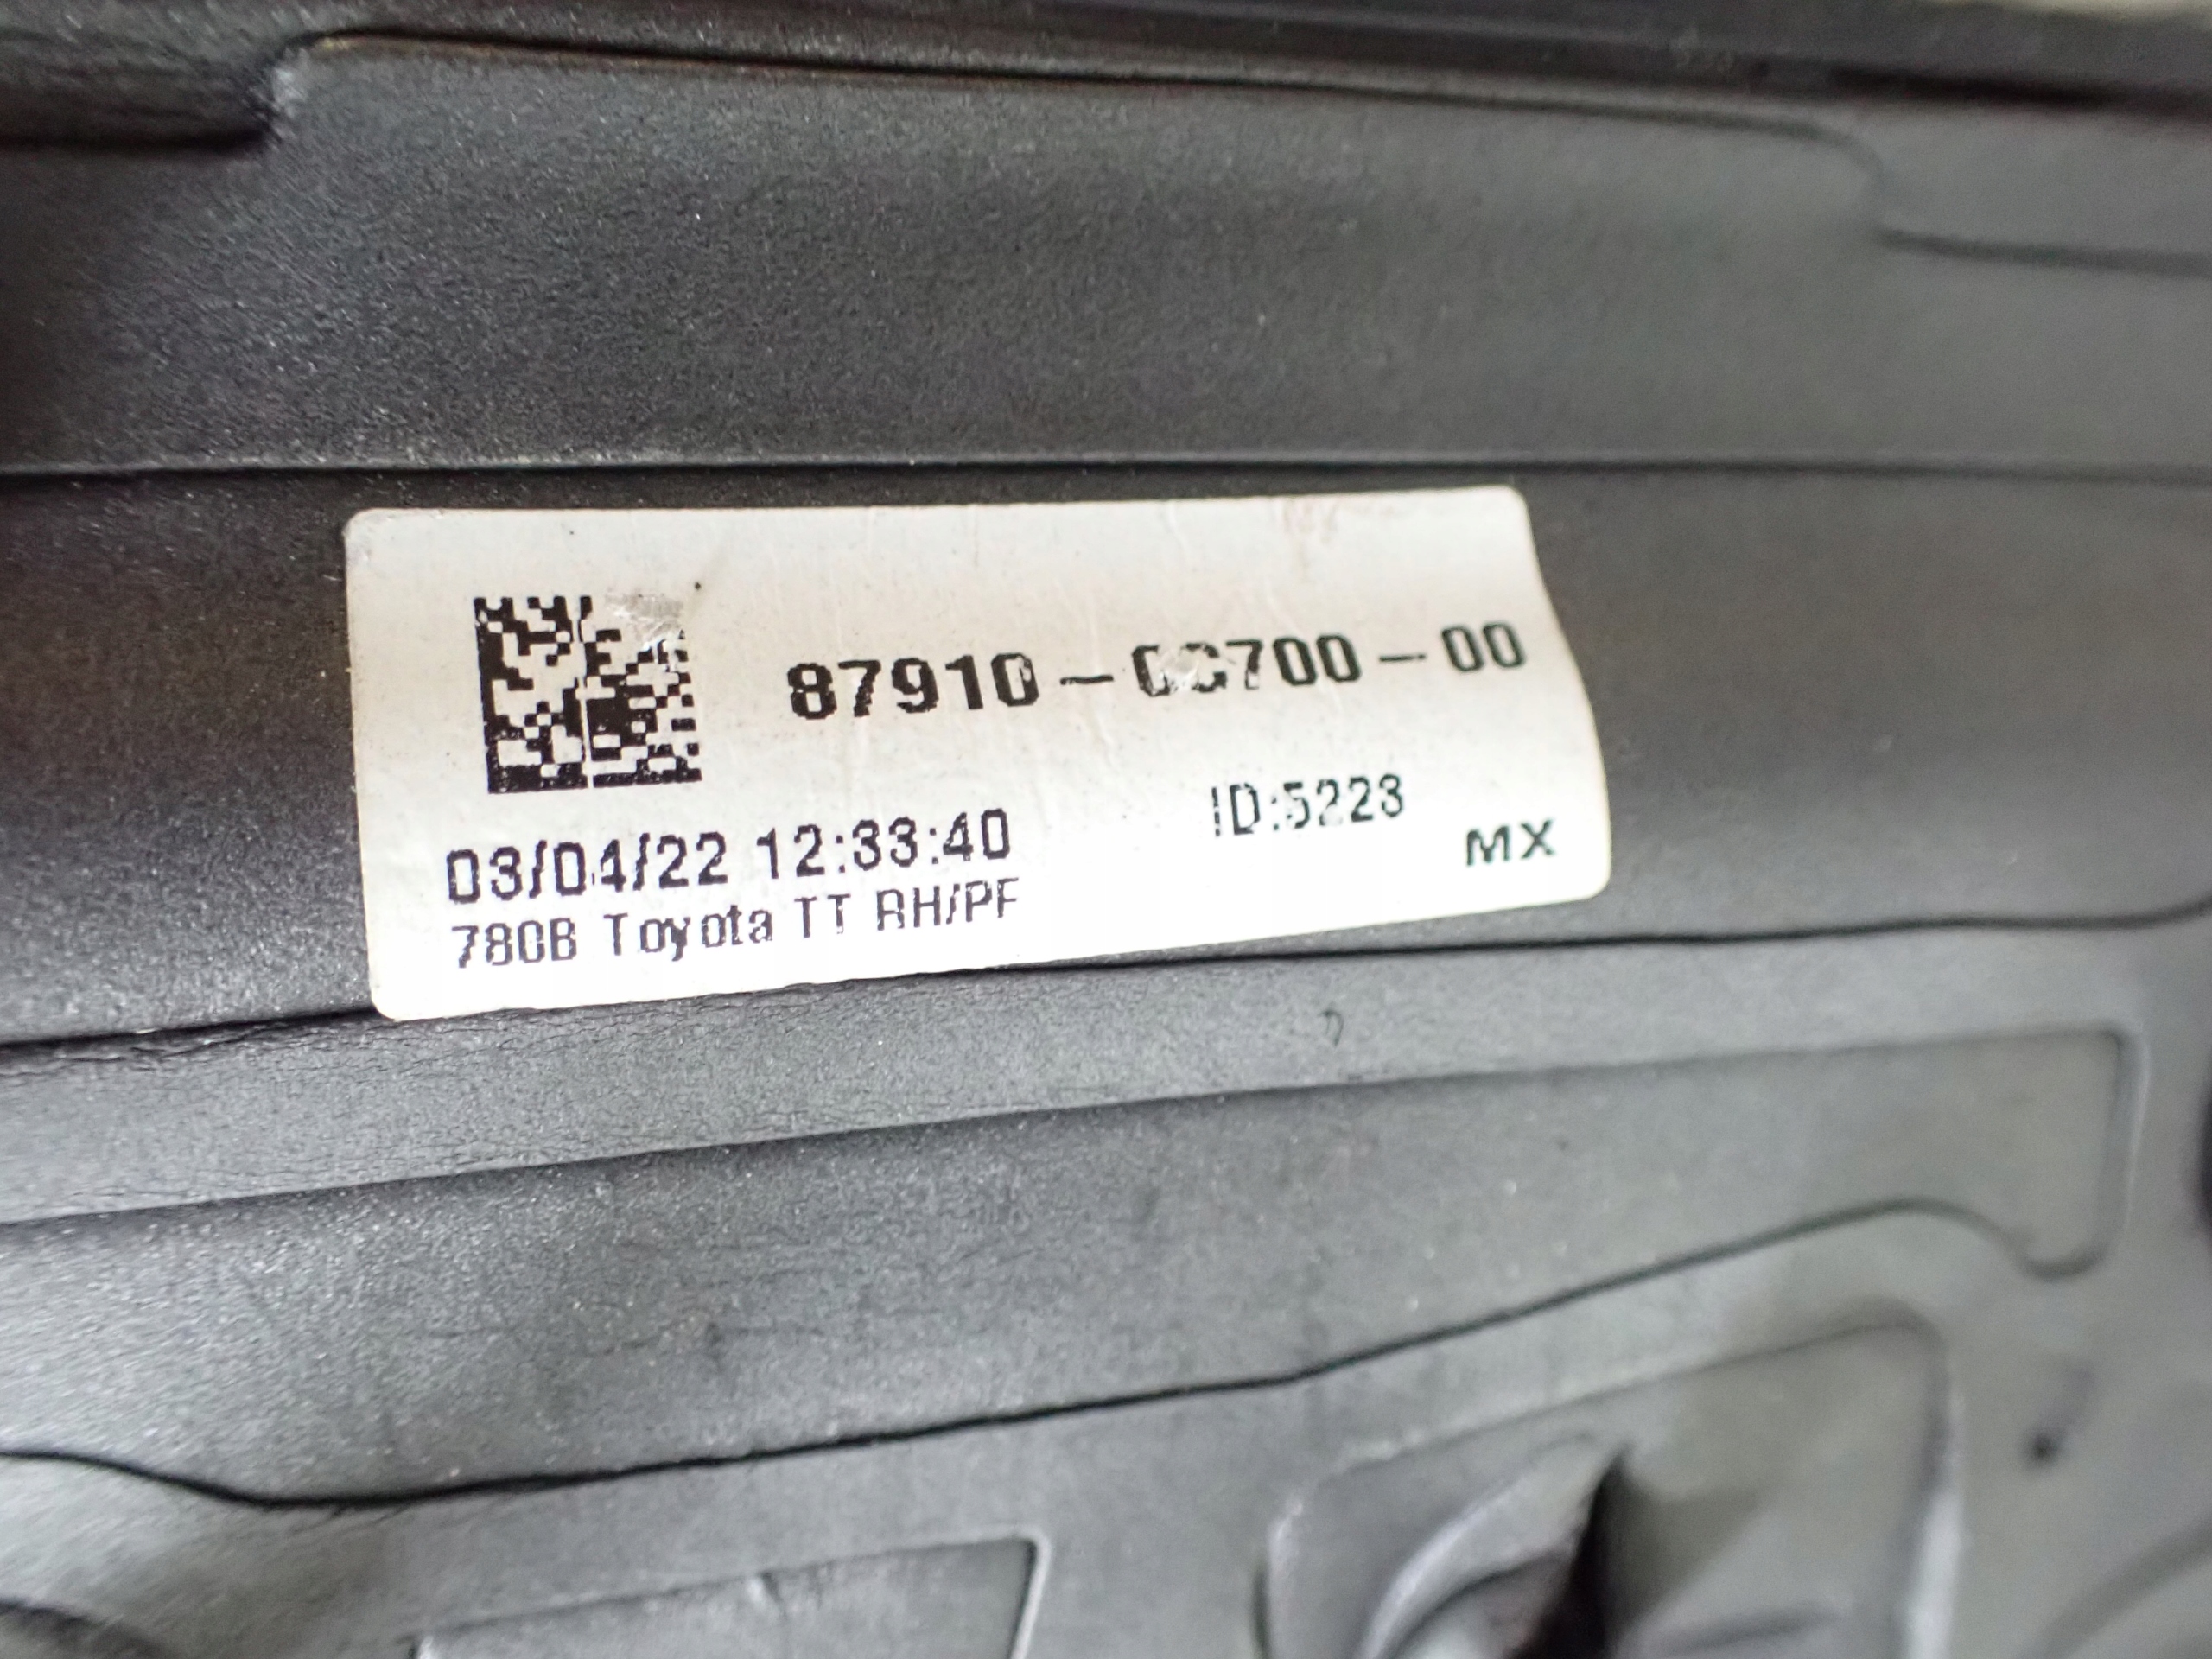 87910-0C700-00
03/04/22 12:33:40
ID:5223
MX
780B Toyota TT RH/PF